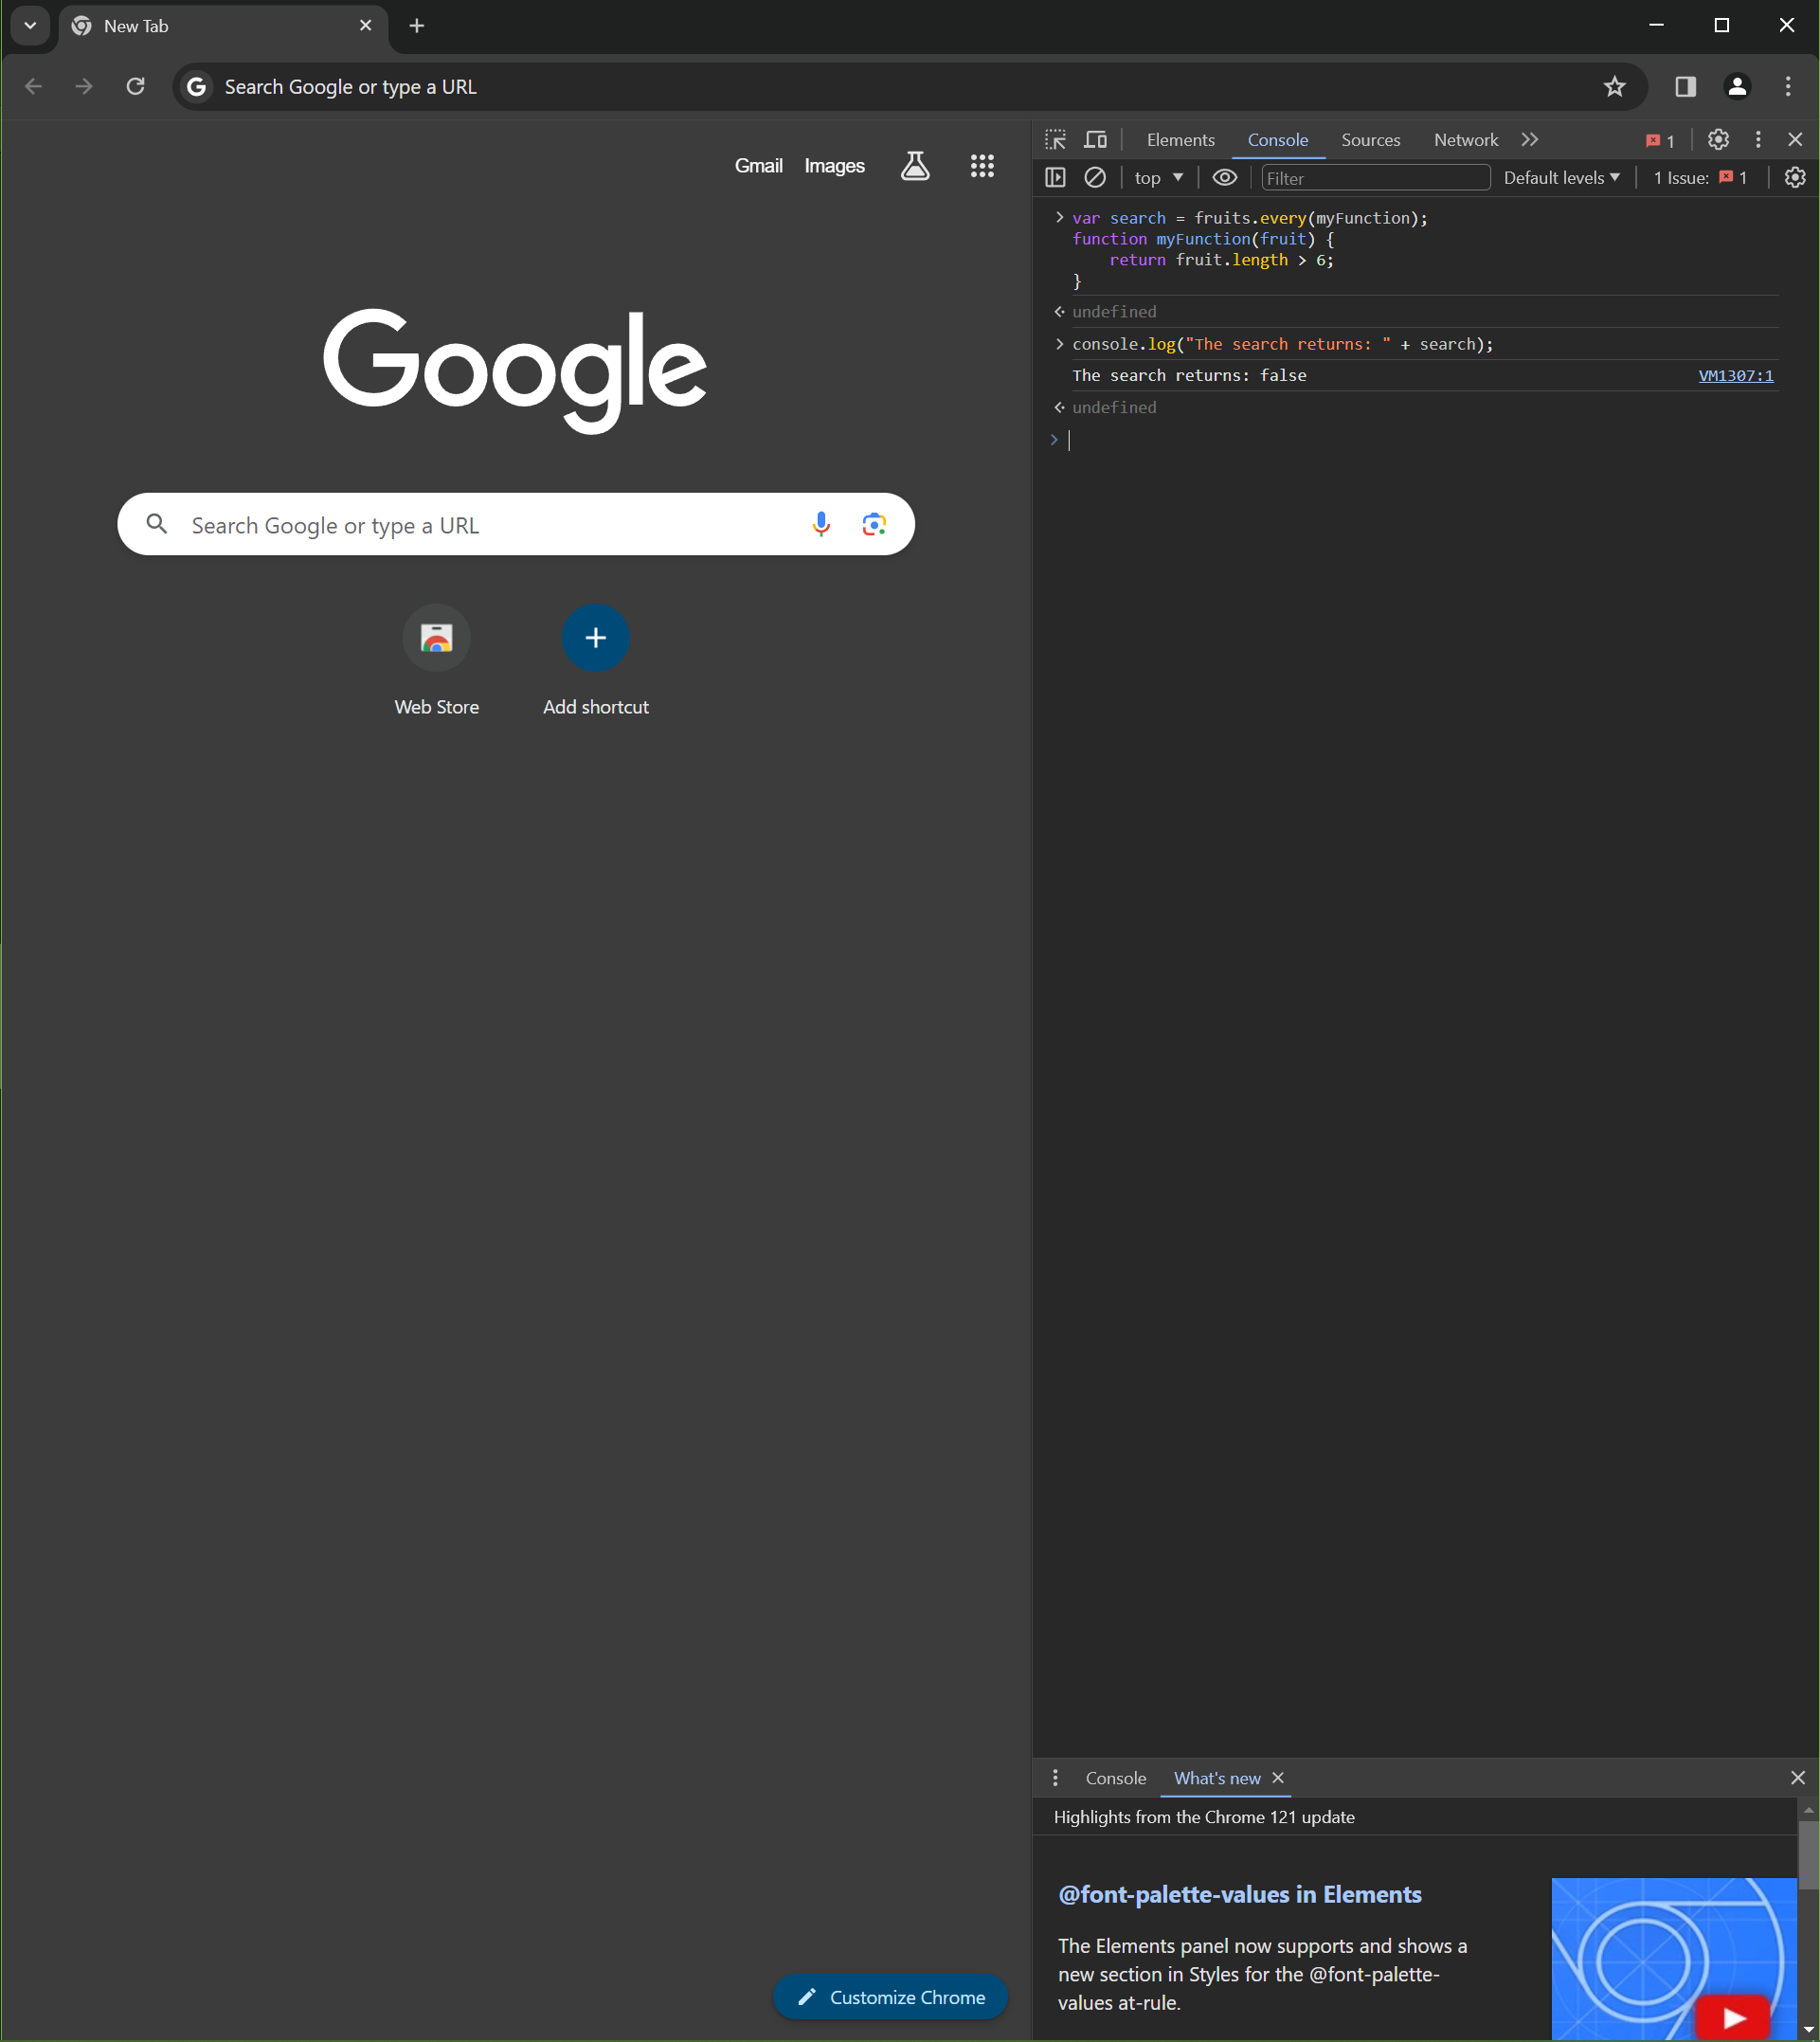 New Tab
Search Google or type a URL
Gmail Images
Google
Search Google or type a URL
Web Store
Add shortcut
Customize Chrome
Elements Console Sources Network 1
top Filter Default levels 1 Issue: 1
var search = fruits.every(myFunction);
function myFunction(fruit) {
    return fruit.length > 6;
}
undefined
console.log("The search returns: " + search);
The search returns: false VM1307:1
undefined
Console What's new
Highlights from the Chrome 121 update
@font-palette-values in Elements
The Elements panel now supports and shows a
new section in Styles for the @font-palette-
values at-rule.